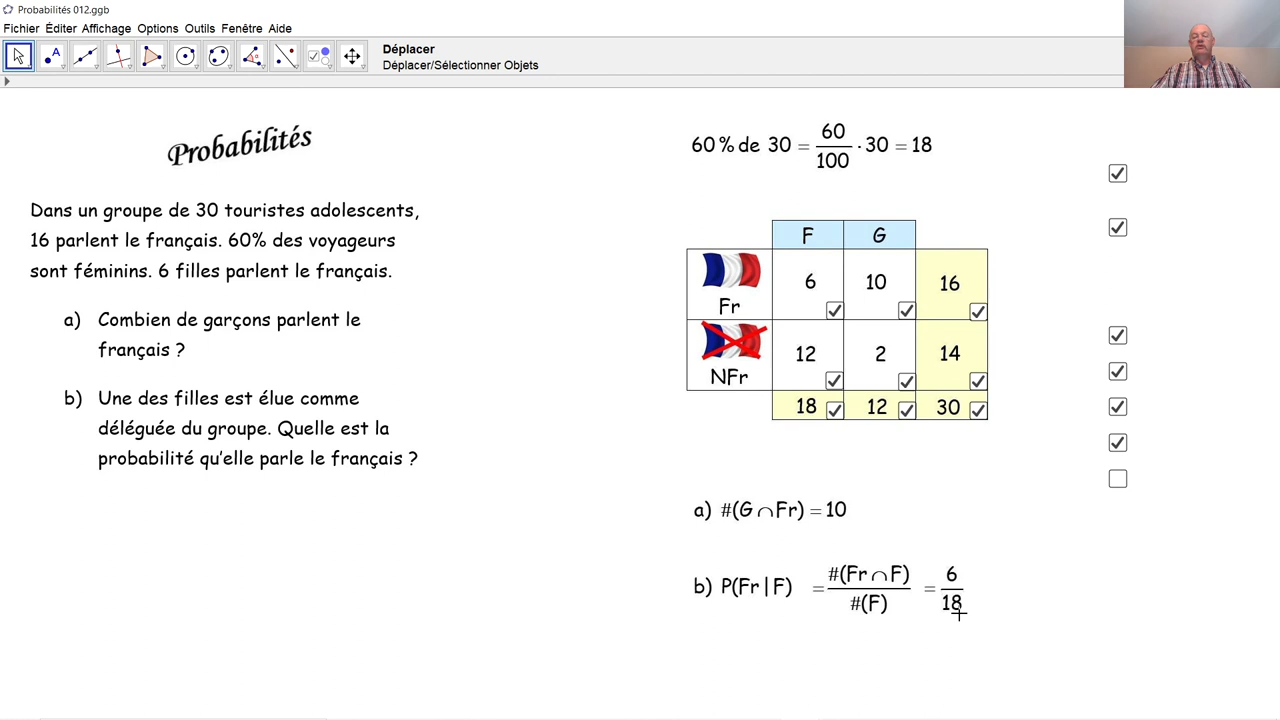 Probabilités 012.ggb
Fichier Éditer Affichage Options Outils Fenêtre Aide
A
Déplacer
Déplacer/Sélectionner Objets
Probabilités
Dans un groupe de 30 touristes adolescents,
16 parlent le français. 60% des voyageurs
sont féminins. 6 filles parlent le français.
a) Combien de garçons parlent le
français ?
b) Une des filles est élue comme
déléguée du groupe. Quelle est la
probabilité qu'elle parle le français ?
60 % de 30 = 60/100 · 30 = 18
F G
Fr 6 10 16
NFr 12 2 14
18 12 30
a) #(G ∩ Fr) = 10
b) P(Fr | F) = #(Fr ∩ F)/#(F) = 6/18